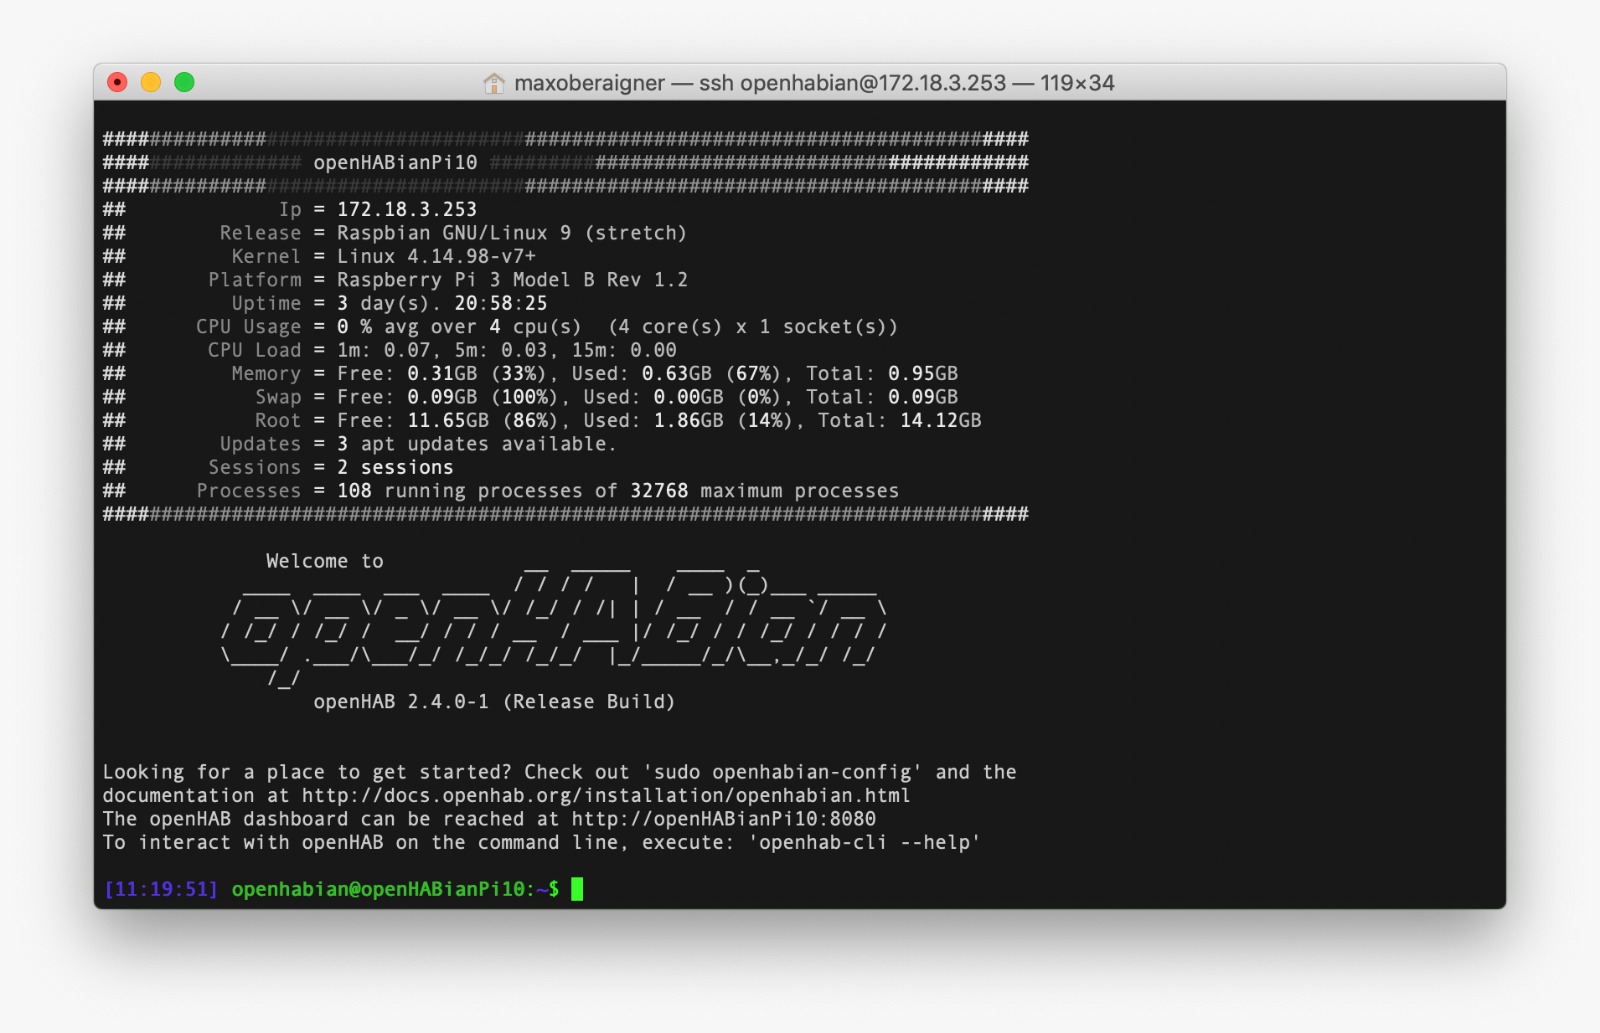 maxoberaigner — ssh openhabian@172.18.3.253 — 119×34
###############################################################################
################# openHABianPi10 ##############################################
###############################################################################
##             Ip = 172.18.3.253
##        Release = Raspbian GNU/Linux 9 (stretch)
##         Kernel = Linux 4.14.98-v7+
##       Platform = Raspberry Pi 3 Model B Rev 1.2
##         Uptime = 3 day(s). 20:58:25
##      CPU Usage = 0 % avg over 4 cpu(s)  (4 core(s) x 1 socket(s))
##       CPU Load = 1m: 0.07, 5m: 0.03, 15m: 0.00
##         Memory = Free: 0.31GB (33%), Used: 0.63GB (67%), Total: 0.95GB
##           Swap = Free: 0.09GB (100%), Used: 0.00GB (0%), Total: 0.09GB
##           Root = Free: 11.65GB (86%), Used: 1.86GB (14%), Total: 14.12GB
##        Updates = 3 apt updates available.
##       Sessions = 2 sessions
##      Processes = 108 running processes of 32768 maximum processes
###############################################################################
Welcome to
openHABian
openHAB 2.4.0-1 (Release Build)
Looking for a place to get started? Check out 'sudo openhabian-config' and the
documentation at http://docs.openhab.org/installation/openhabian.html
The openHAB dashboard can be reached at http://openHABianPi10:8080
To interact with openHAB on the command line, execute: 'openhab-cli --help'
[11:19:51] openhabian@openHABianPi10:~$